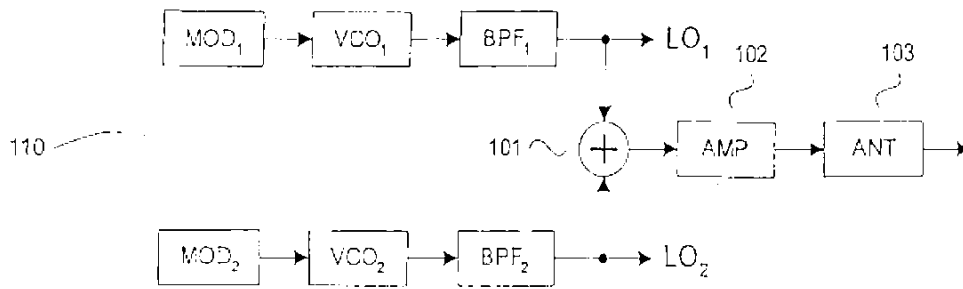 MOD₁ VCO₁ BPF₁ LO₁
102 103
110 101 + AMP ANT
MOD₂ VCO₂ BPF₂ LO₂